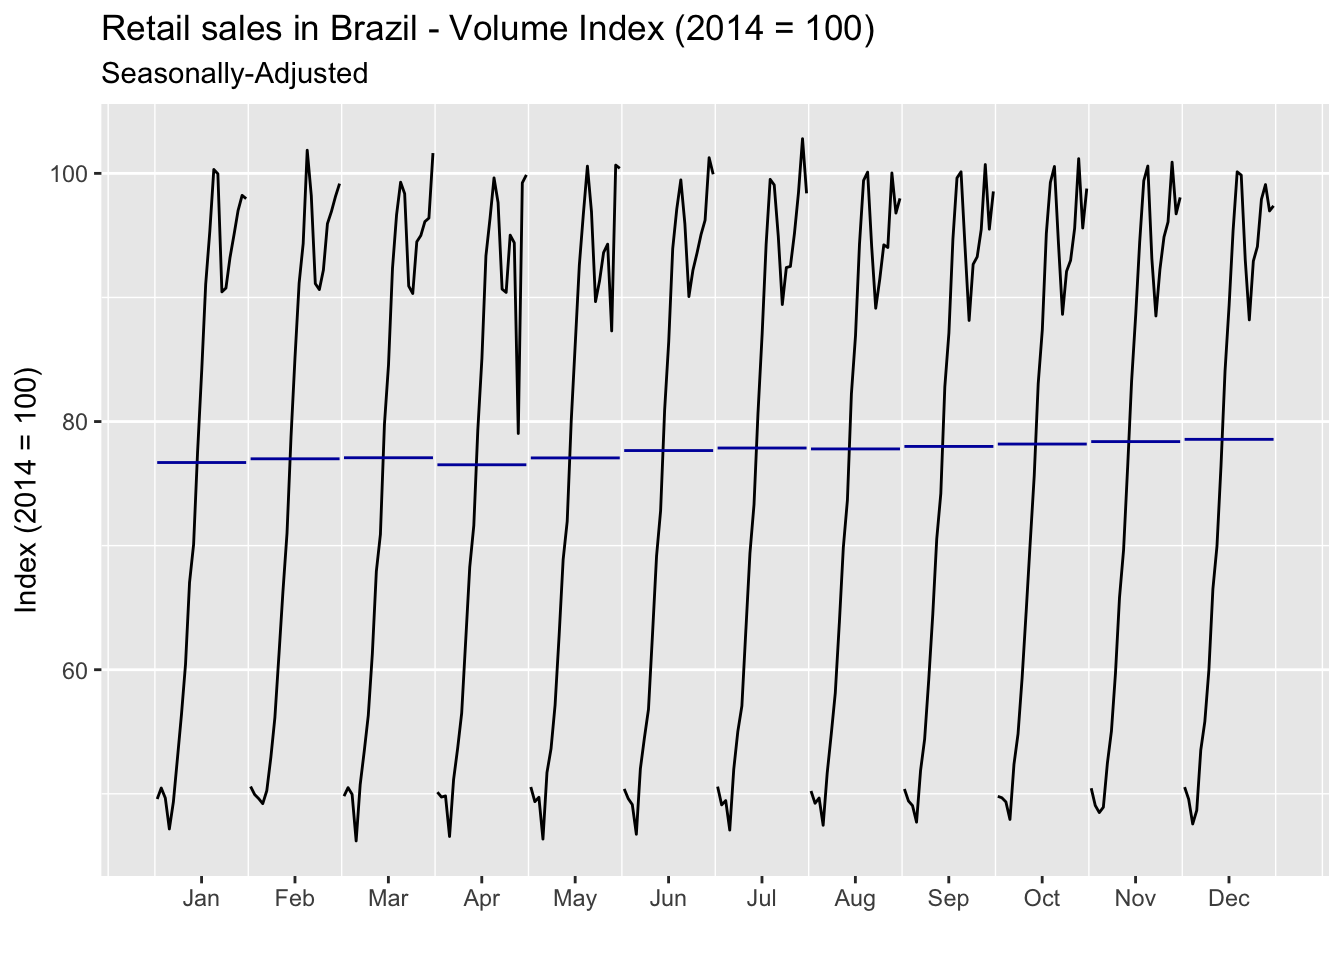 Retail sales in Brazil - Volume Index (2014 = 100)
Seasonally-Adjusted
Index (2014 = 100)
100
80
60
Jan Feb Mar Apr May Jun Jul Aug Sep Oct Nov Dec